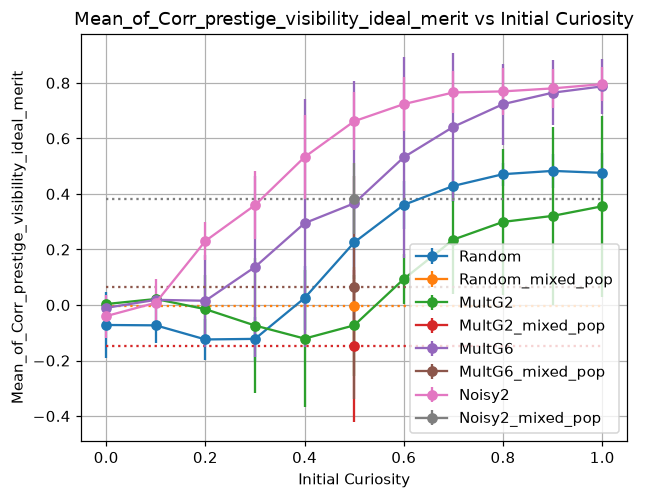 Mean_of_Corr_prestige_visibility_ideal_merit vs Initial Curiosity
Mean_of_Corr_prestige_visibility_ideal_merit
0.8
0.6
0.4
0.2
0.0
−0.2
−0.4
Random
Random_mixed_pop
MultG2
MultG2_mixed_pop
MultG6
MultG6_mixed_pop
Noisy2
Noisy2_mixed_pop
0.0 0.2 0.4 0.6 0.8 1.0
Initial Curiosity